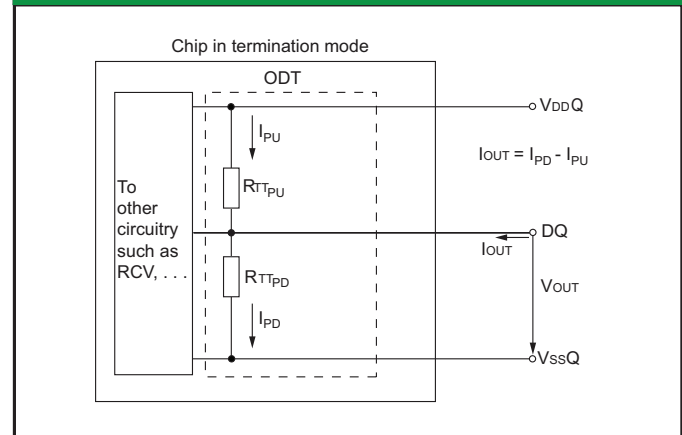 Chip in termination mode
ODT
VDDQ
IPU
IOUT = IPD - IPU
RTTPU
To
other
circuitry
such as
RCV, . . .
DQ
IOUT
RTTPD
VOUT
IPD
VSSQ